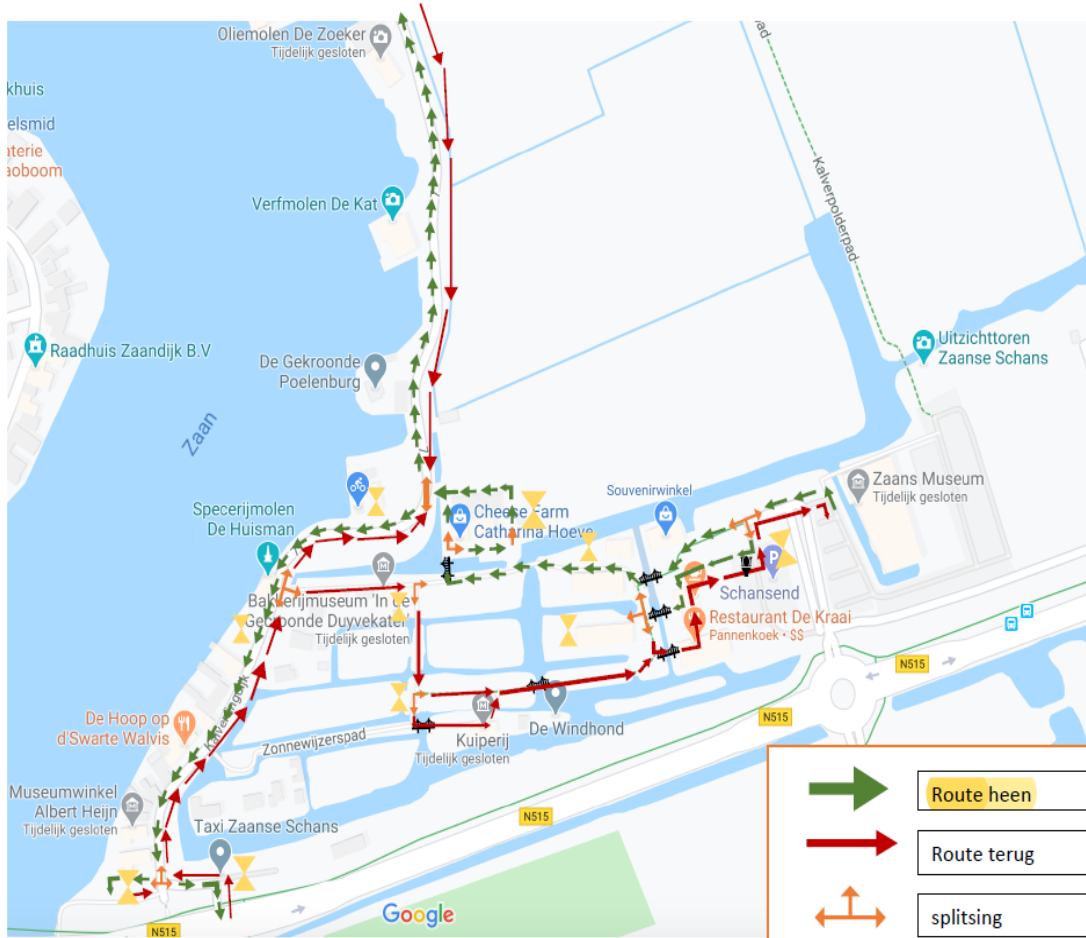 Oliemolen De Zoeker
Tijdelijk gesloten
khuis
elsmid
aterie
aoboom
Verfmolen De Kat
Kalverpolderpad
Raadhuis Zaandijk B.V
De Gekroonde
Poelenburg
Uitzichttoren
Zaanse Schans
Zaan
Zaans Museum
Tijdelijk gesloten
Souvenirwinkel
Specerijmolen
De Huisman
Cheese Farm
Catharina Hoeve
Bakkerijmuseum 'In de
Gecroonde Duyvekater'
Tijdelijk gesloten
P
Schansend
Restaurant De Kraai
Pannenkoek • $$
N515
Kalverringdijk
De Hoop op
d'Swarte Walvis
Zonnewijzerspad
Kuiperij
Tijdelijk gesloten
De Windhond
N515
Museumwinkel
Albert Heijn
Tijdelijk gesloten
Taxi Zaanse Schans
N515
Route heen
Route terug
splitsing
Google
N515